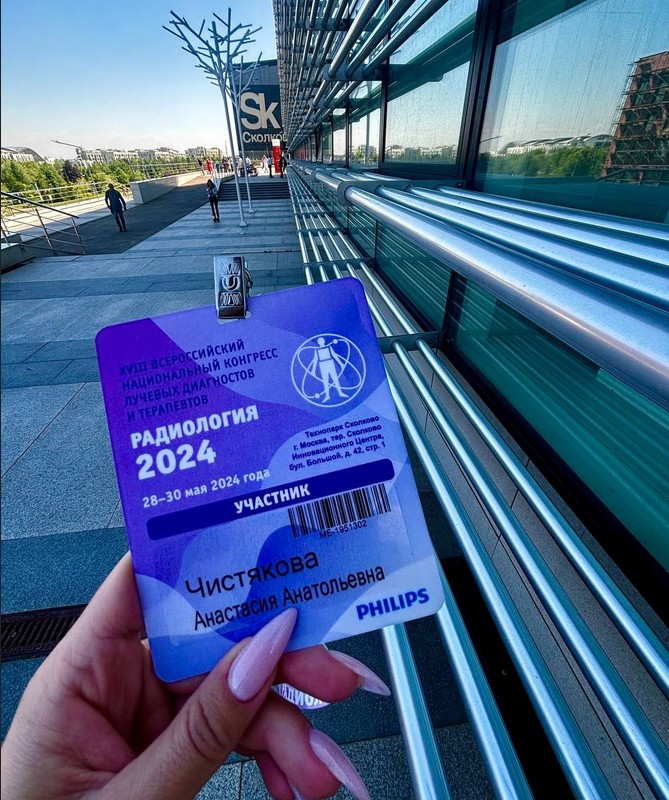 Sk
Сколково
XVIII ВСЕРОССИЙСКИЙ
НАЦИОНАЛЬНЫЙ КОНГРЕСС
ЛУЧЕВЫХ ДИАГНОСТОВ
И ТЕРАПЕВТОВ
РАДИОЛОГИЯ
2024
28–30 мая 2024 года
Технопарк Сколково
г. Москва, тер. Сколково
Инновационного Центра,
бул. Большой, д. 42, стр. 1
УЧАСТНИК
ME-1951302
Чистякова
Анастасия Анатольевна
PHILIPS